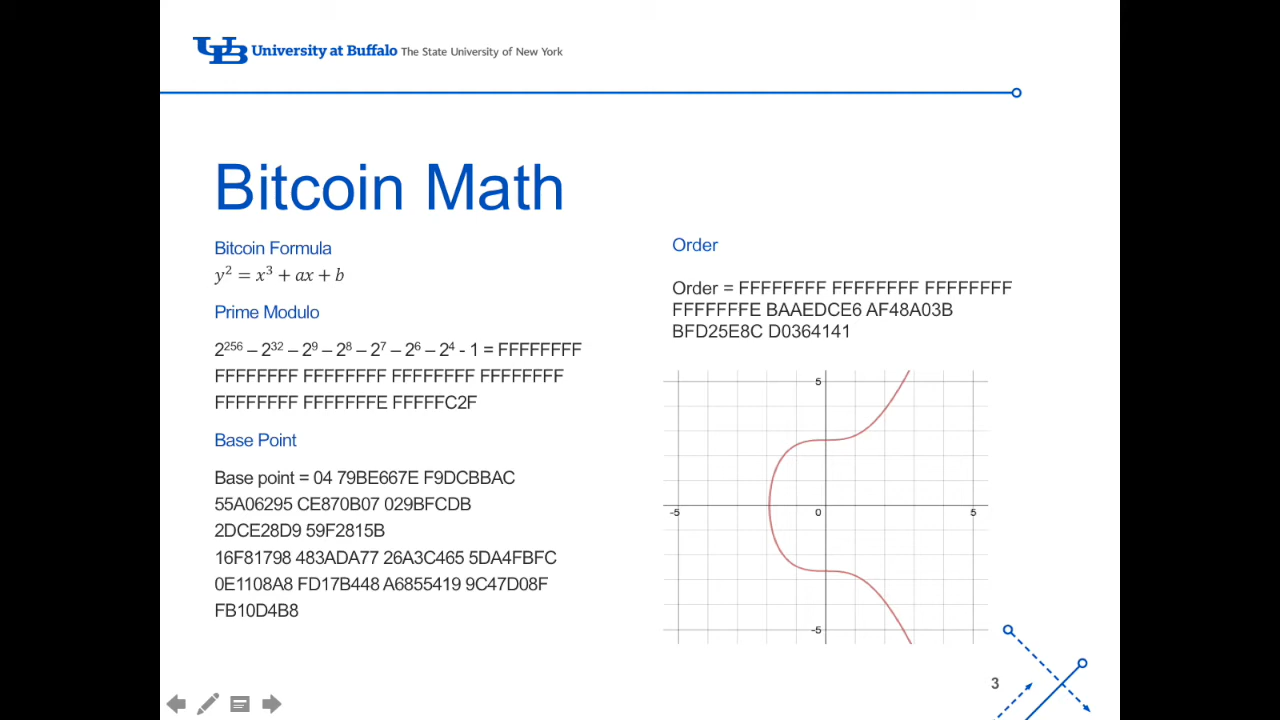 University at Buffalo The State University of New York
Bitcoin Math
Bitcoin Formula
y² = x³ + ax + b
Prime Modulo
2²⁵⁶ – 2³² – 2⁹ – 2⁸ – 2⁷ – 2⁶ – 2⁴ - 1 = FFFFFFFF
FFFFFFFF FFFFFFFF FFFFFFFF FFFFFFFF
FFFFFFFF FFFFFFFE FFFFFC2F
Base Point
Base point = 04 79BE667E F9DCBBAC
55A06295 CE870B07 029BFCDB
2DCE28D9 59F2815B
16F81798 483ADA77 26A3C465 5DA4FBFC
0E1108A8 FD17B448 A6855419 9C47D08F
FB10D4B8
Order
Order = FFFFFFFF FFFFFFFF FFFFFFFF
FFFFFFFE BAAEDCE6 AF48A03B
BFD25E8C D0364141
5
-5
0
5
-5
3